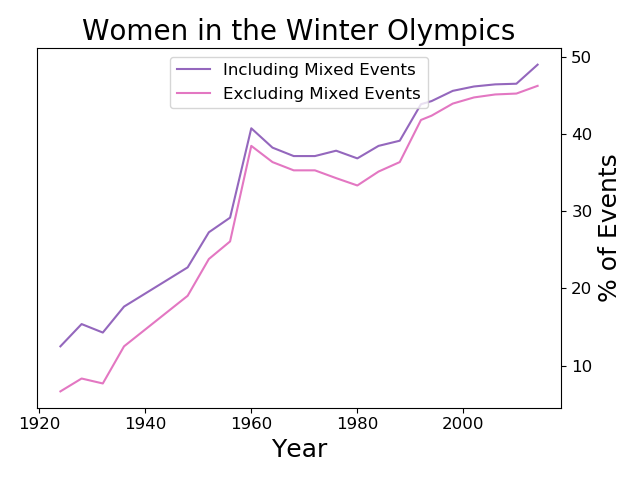 Women in the Winter Olympics
Including Mixed Events
Excluding Mixed Events
50
40
30
20
10
% of Events
1920 1940 1960 1980 2000
Year